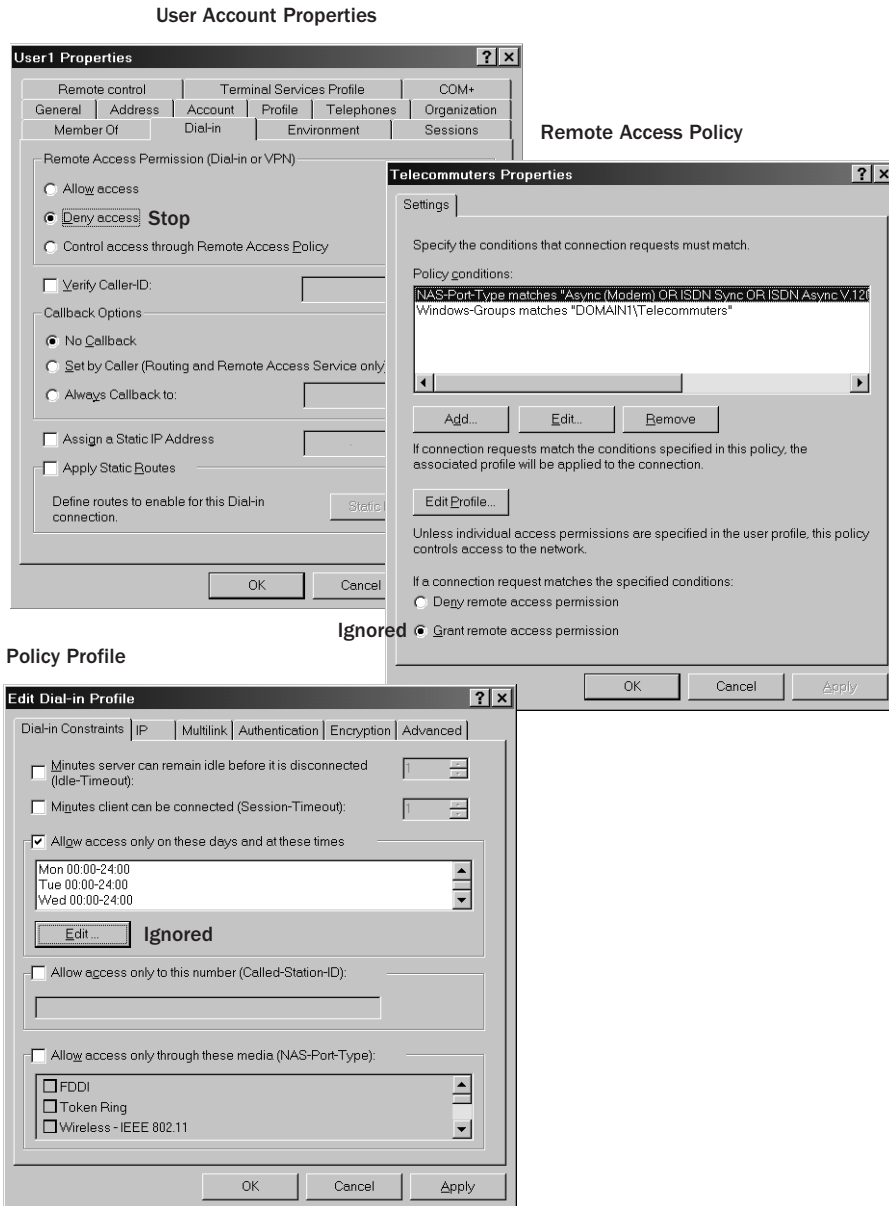 User Account Properties
User1 Properties
Remote control
Terminal Services Profile
COM+
General
Address
Account
Profile
Telephones
Organization
Member Of
Dial-in
Environment
Sessions
Remote Access Permission (Dial-in or VPN)
Allow access
Deny access
Stop
Control access through Remote Access Policy
Verify Caller-ID:
Callback Options
No Callback
Set by Caller (Routing and Remote Access Service only)
Always Callback to:
Assign a Static IP Address
Apply Static Routes
Define routes to enable for this Dial-in
connection.
Static
OK
Cancel
Remote Access Policy
Telecommuters Properties
Settings
Specify the conditions that connection requests must match.
Policy conditions:
NAS-Port-Type matches "Async (Modem) OR ISDN Sync OR ISDN Async V.120
Windows-Groups matches "DOMAIN1\Telecommuters"
Add...
Edit...
Remove
If connection requests match the conditions specified in this policy, the
associated profile will be applied to the connection.
Edit Profile...
Unless individual access permissions are specified in the user profile, this policy
controls access to the network.
If a connection request matches the specified conditions:
Deny remote access permission
Ignored
Grant remote access permission
OK
Cancel
Apply
Policy Profile
Edit Dial-in Profile
Dial-in Constraints
IP
Multilink
Authentication
Encryption
Advanced
Minutes server can remain idle before it is disconnected
(Idle-Timeout):
1
Minutes client can be connected (Session-Timeout):
1
Allow access only on these days and at these times
Mon 00:00-24:00
Tue 00:00-24:00
Wed 00:00-24:00
Edit...
Ignored
Allow access only to this number (Called-Station-ID):
Allow access only through these media (NAS-Port-Type):
FDDI
Token Ring
Wireless - IEEE 802.11
OK
Cancel
Apply